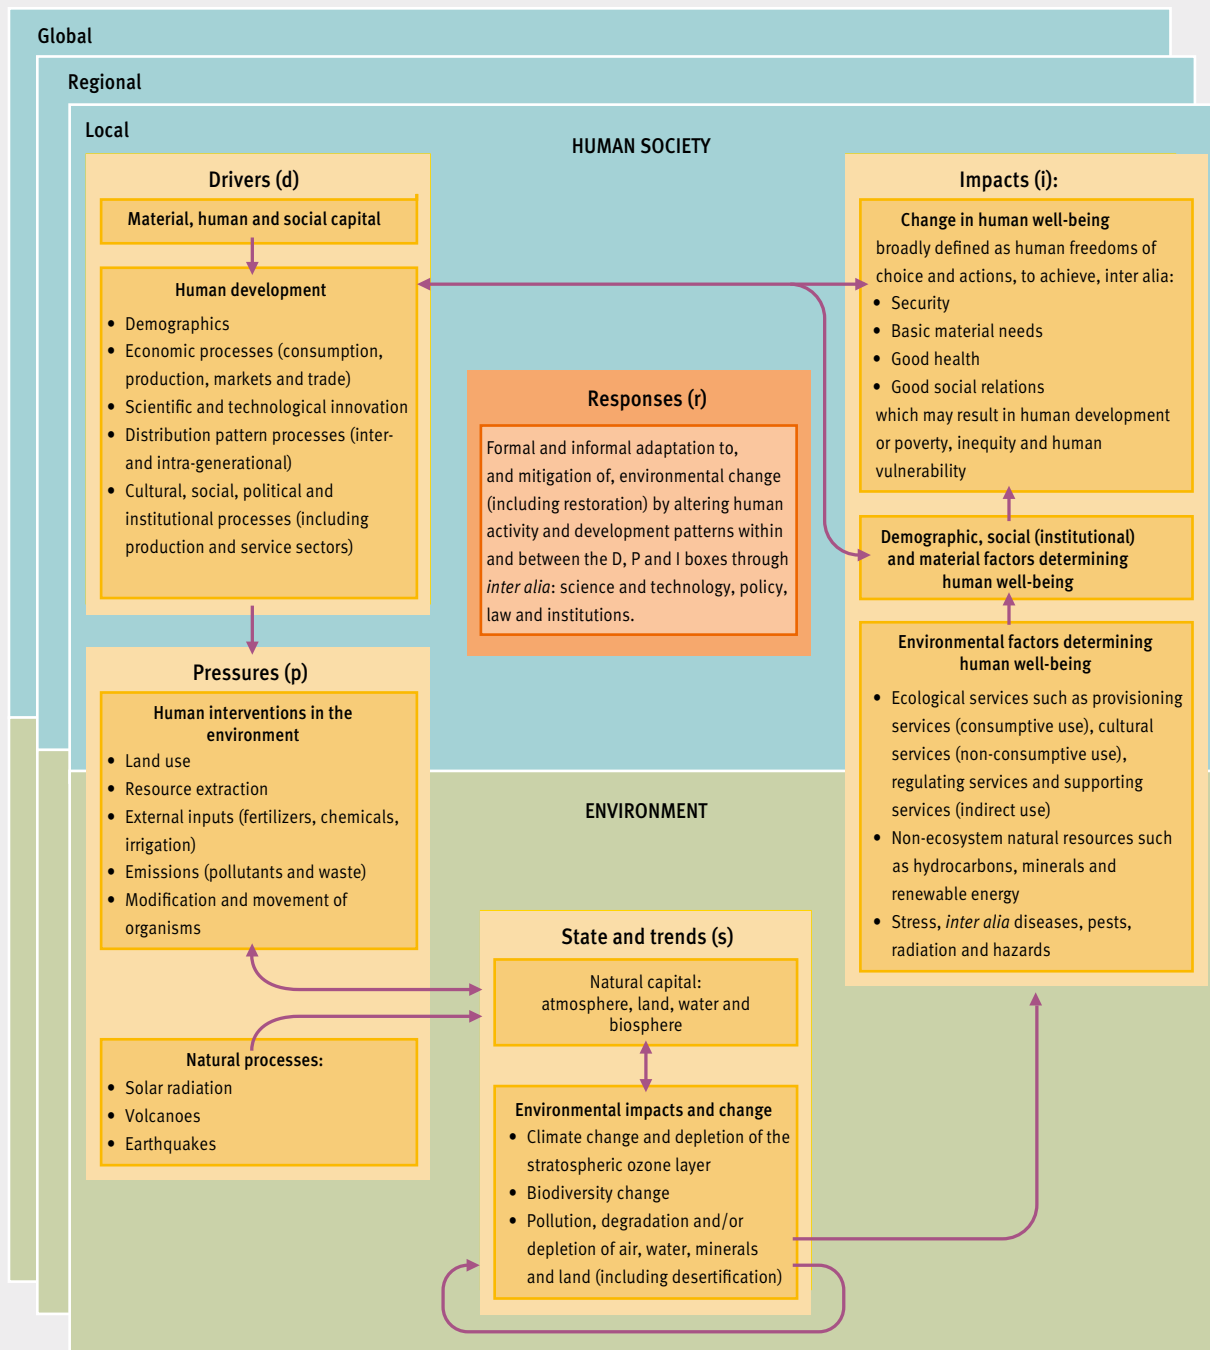 Global
Regional
Local
HUMAN SOCIETY
Drivers (d)
Material, human and social capital
Human development
• Demographics
• Economic processes (consumption,
production, markets and trade)
• Scientific and technological innovation
• Distribution pattern processes (inter-
and intra-generational)
• Cultural, social, political and
institutional processes (including
production and service sectors)
Pressures (p)
Human interventions in the
environment
• Land use
• Resource extraction
• External inputs (fertilizers, chemicals,
irrigation)
• Emissions (pollutants and waste)
• Modification and movement of
organisms
Natural processes:
• Solar radiation
• Volcanoes
• Earthquakes
Responses (r)
Formal and informal adaptation to,
and mitigation of, environmental change
(including restoration) by altering human
activity and development patterns within
and between the D, P and I boxes through
inter alia: science and technology, policy,
law and institutions.
ENVIRONMENT
State and trends (s)
Natural capital:
atmosphere, land, water and
biosphere
Environmental impacts and change
• Climate change and depletion of the
stratospheric ozone layer
• Biodiversity change
• Pollution, degradation and/or
depletion of air, water, minerals
and land (including desertification)
Impacts (i):
Change in human well-being
broadly defined as human freedoms of
choice and actions, to achieve, inter alia:
• Security
• Basic material needs
• Good health
• Good social relations
which may result in human development
or poverty, inequity and human
vulnerability
Demographic, social (institutional)
and material factors determining
human well-being
Environmental factors determining
human well-being
• Ecological services such as provisioning
services (consumptive use), cultural
services (non-consumptive use),
regulating services and supporting
services (indirect use)
• Non-ecosystem natural resources such
as hydrocarbons, minerals and
renewable energy
• Stress, inter alia diseases, pests,
radiation and hazards